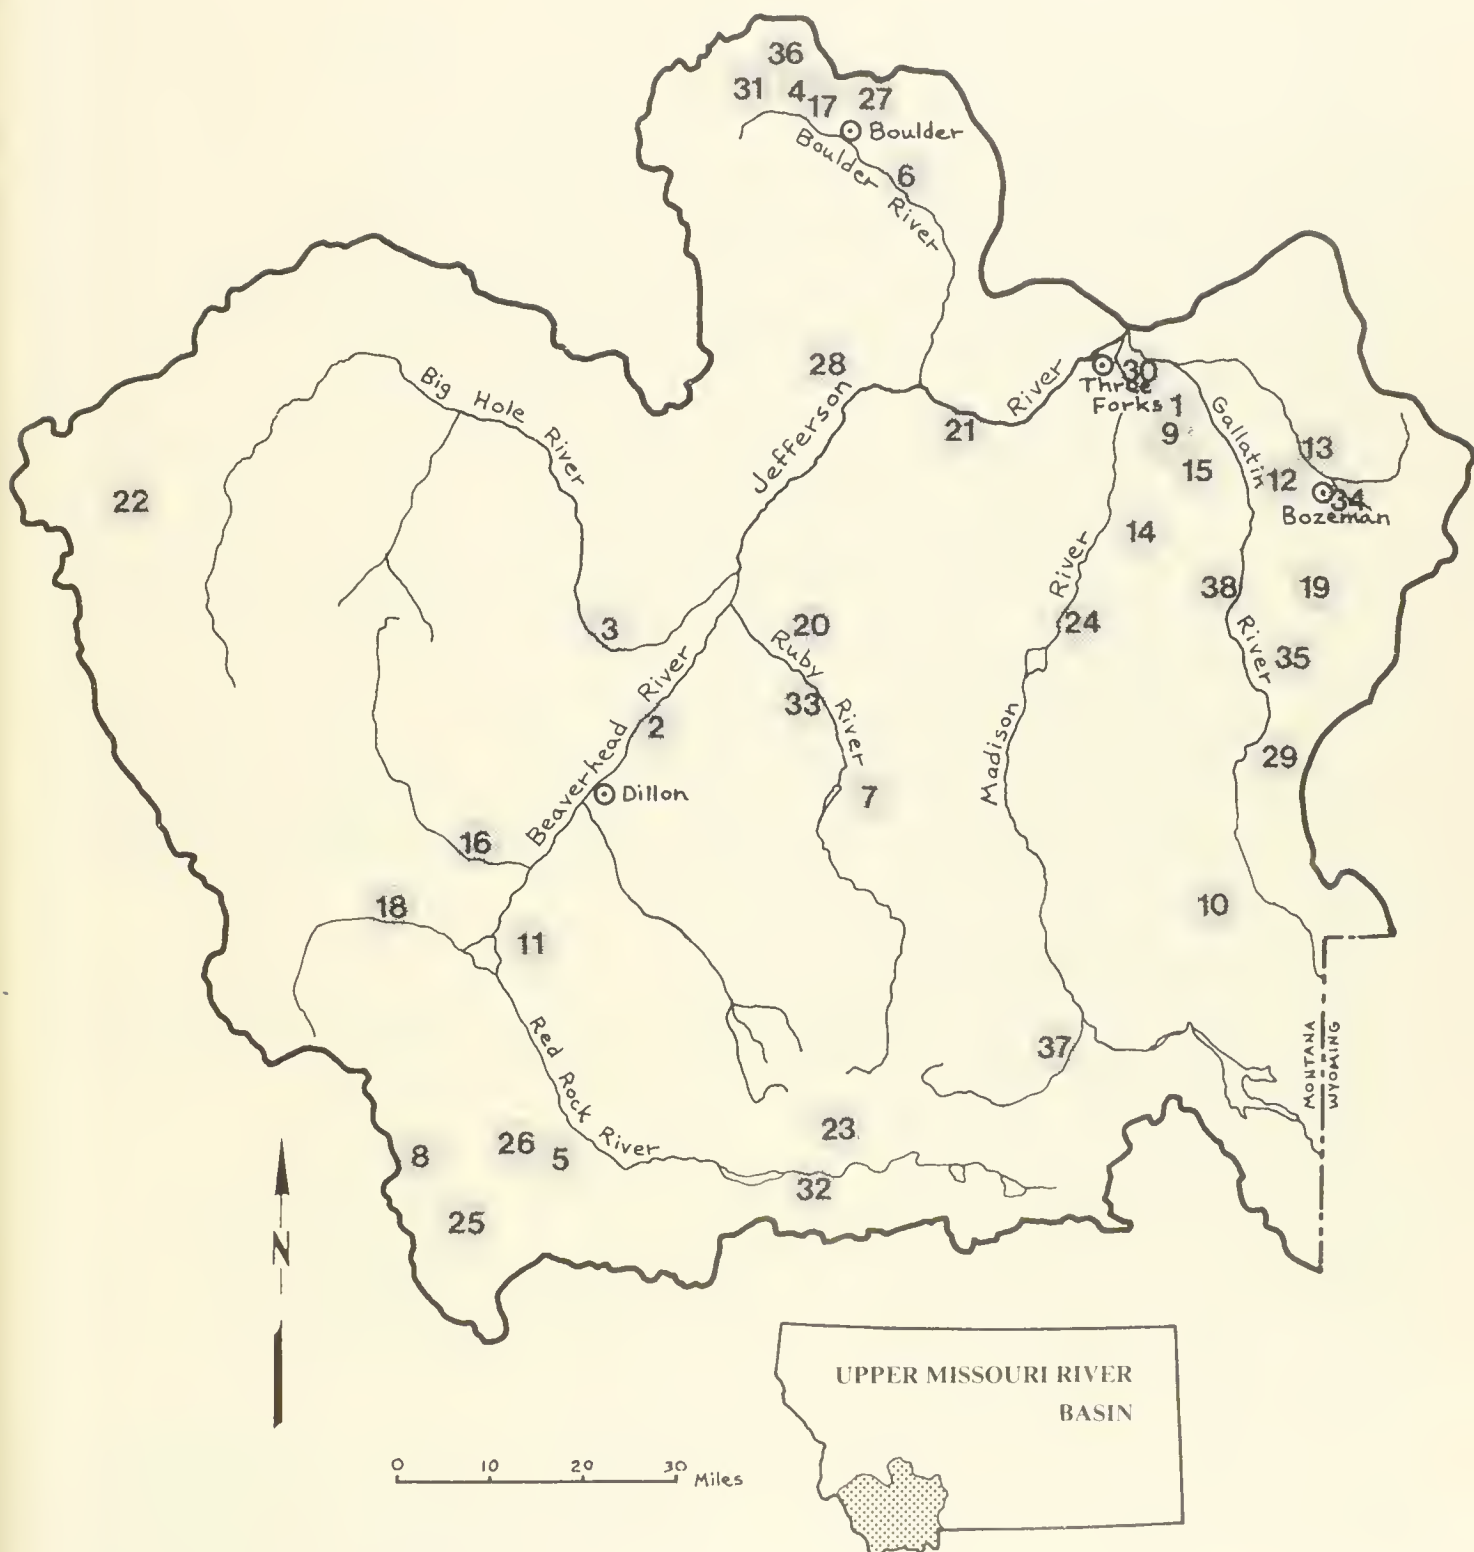 36
31
4
17
27
Boulder
Boulder River
6
28
Big Hole River
Jefferson River
21
30
Three
Forks
1
9
15
Gallatin River
13
12
34
Bozeman
22
14
38
19
3
20
24
Ruby River
35
33
2
Beaverhead River
Madison River
29
Dillon
7
16
18
11
10
37
Red Rock River
MONTANA
WYOMING
23
26
8
5
32
25
N
UPPER MISSOURI RIVER
BASIN
0 10 20 30 Miles